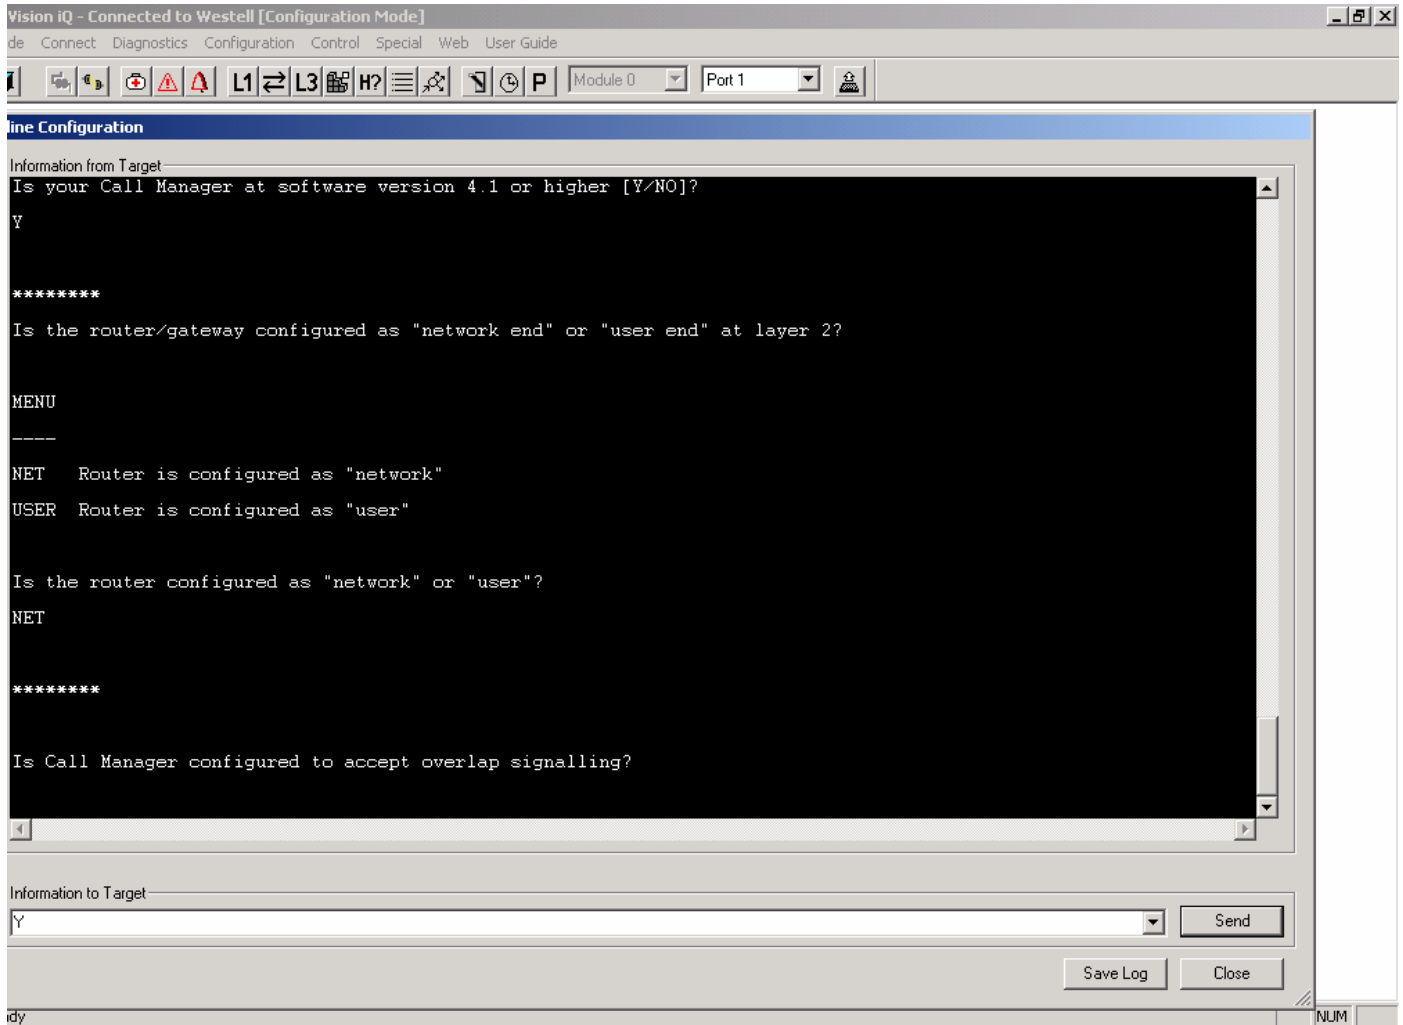 Vision iQ - Connected to Westell [Configuration Mode]
de Connect Diagnostics Configuration Control Special Web User Guide
L1 L3 H? P Module 0 Port 1
line Configuration
Information from Target
Is your Call Manager at software version 4.1 or higher [Y/NO]?
Y
********
Is the router/gateway configured as "network end" or "user end" at layer 2?
MENU
----
NET Router is configured as "network"
USER Router is configured as "user"
Is the router configured as "network" or "user"?
NET
********
Is Call Manager configured to accept overlap signalling?
Information to Target
Y
Send
Save Log Close
dy NUM